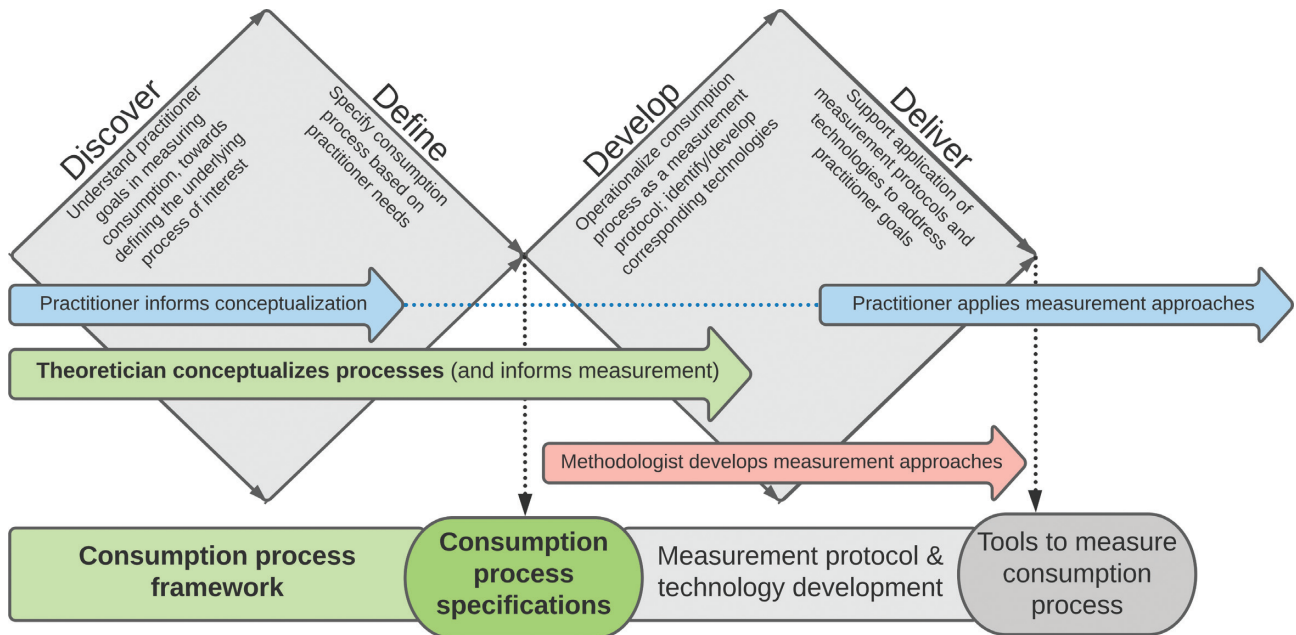 Discover
Understand practitioner
goals in measuring
consumption, towards
defining the underlying
process of interest
Define
Specify consumption
process based on
practitioner needs
Develop
Operationalize consumption
process as a measurement
protocol; identify/develop
corresponding technologies
Deliver
Support application of
measurement protocols and
technologies to address
practitioner goals
Practitioner informs conceptualization
Practitioner applies measurement approaches
Theoretician conceptualizes processes (and informs measurement)
Methodologist develops measurement approaches
Consumption process
framework
Consumption
process
specifications
Measurement protocol &
technology development
Tools to measure
consumption
process